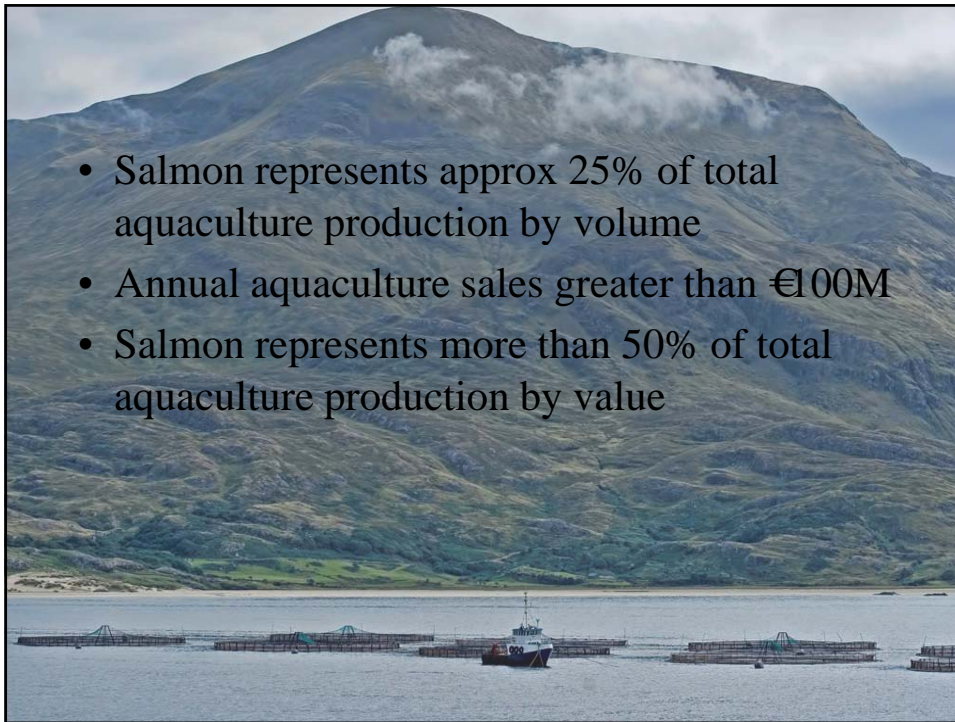 • Salmon represents approx 25% of total
aquaculture production by volume
• Annual aquaculture sales greater than €100M
• Salmon represents more than 50% of total
aquaculture production by value